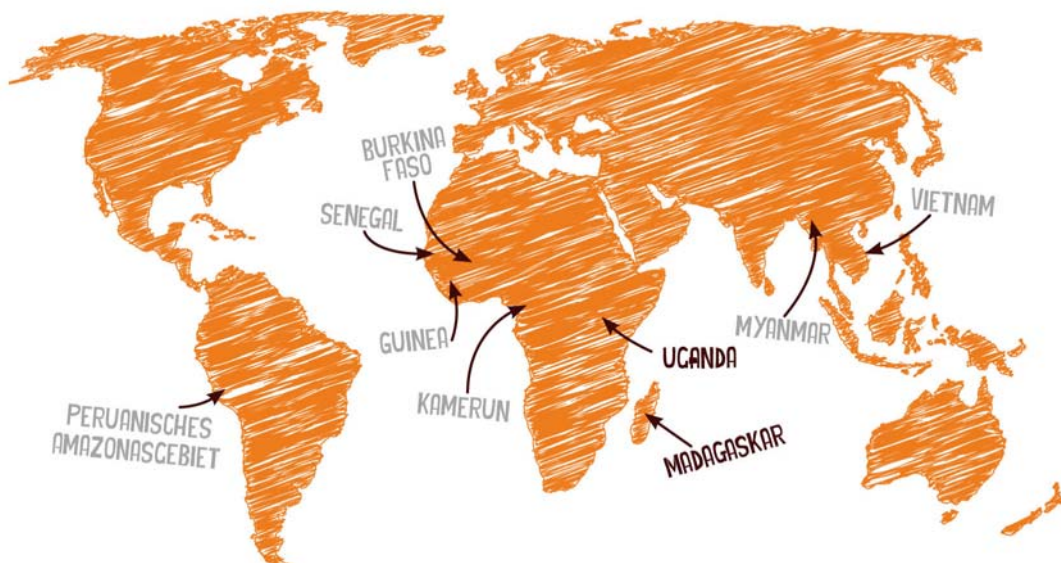 BURKINA
FASO
SENEGAL
VIETNAM
GUINEA
MYANMAR
UGANDA
KAMERUN
PERUANISCHES
AMAZONASGEBIET
MADAGASKAR